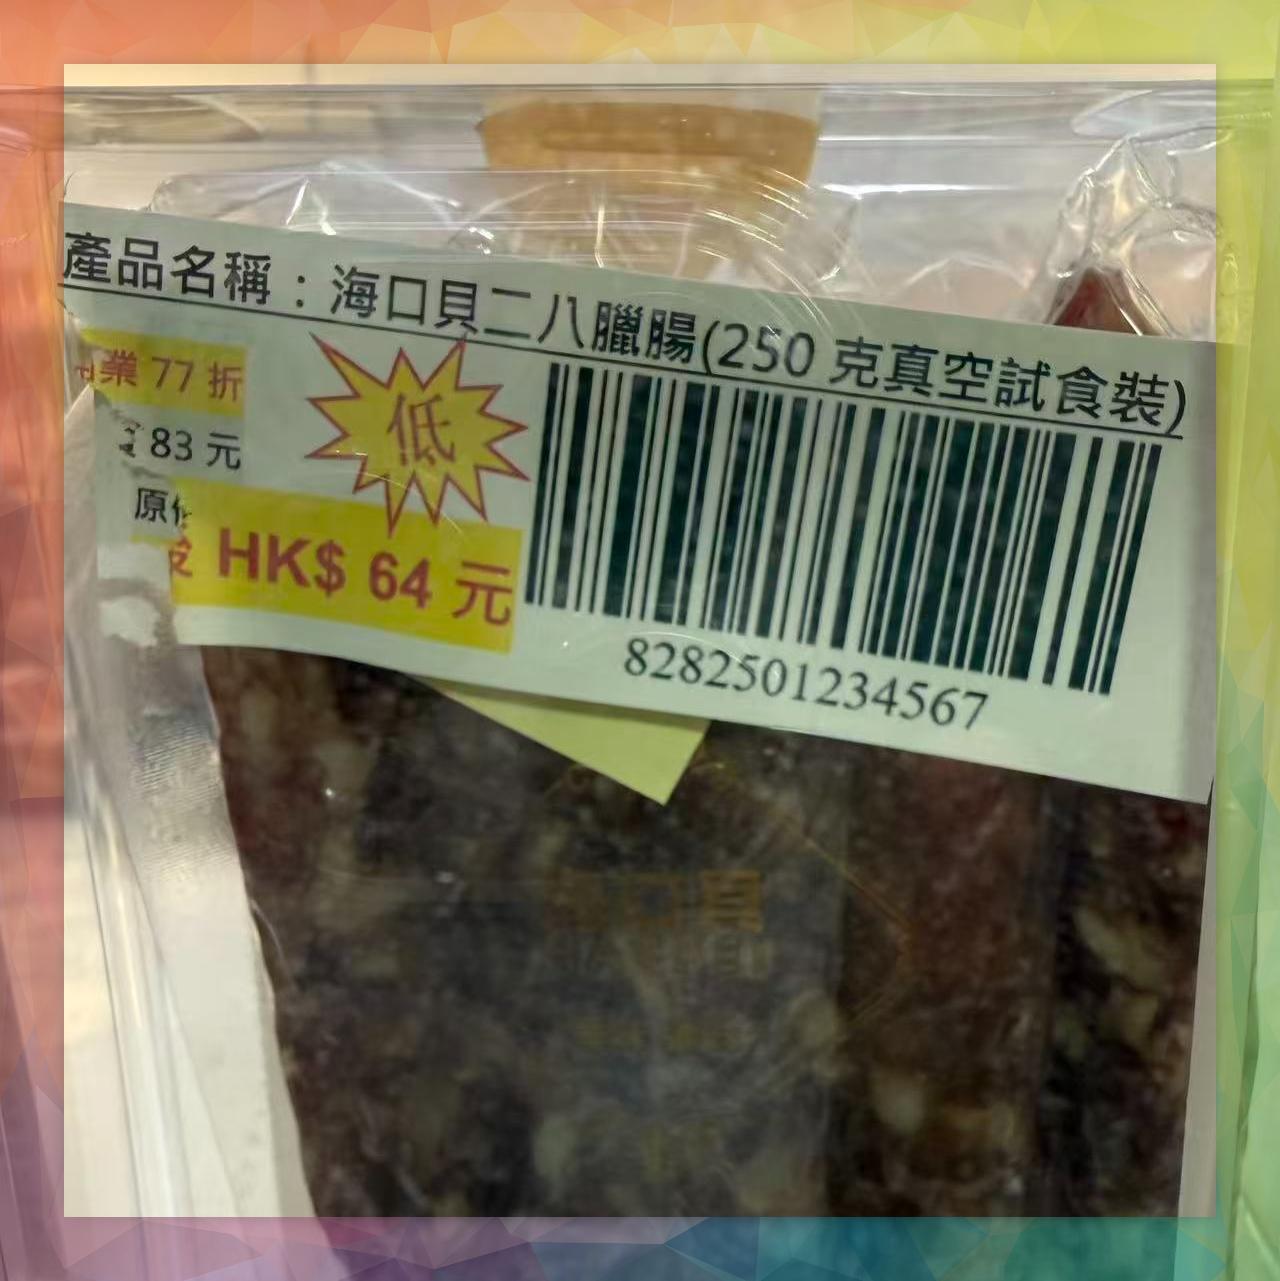 產品名稱：海口貝二八臘腸(250 克真空試食裝)
業 77 折
83 元
原
低
HK$ 64 元
8282501234567